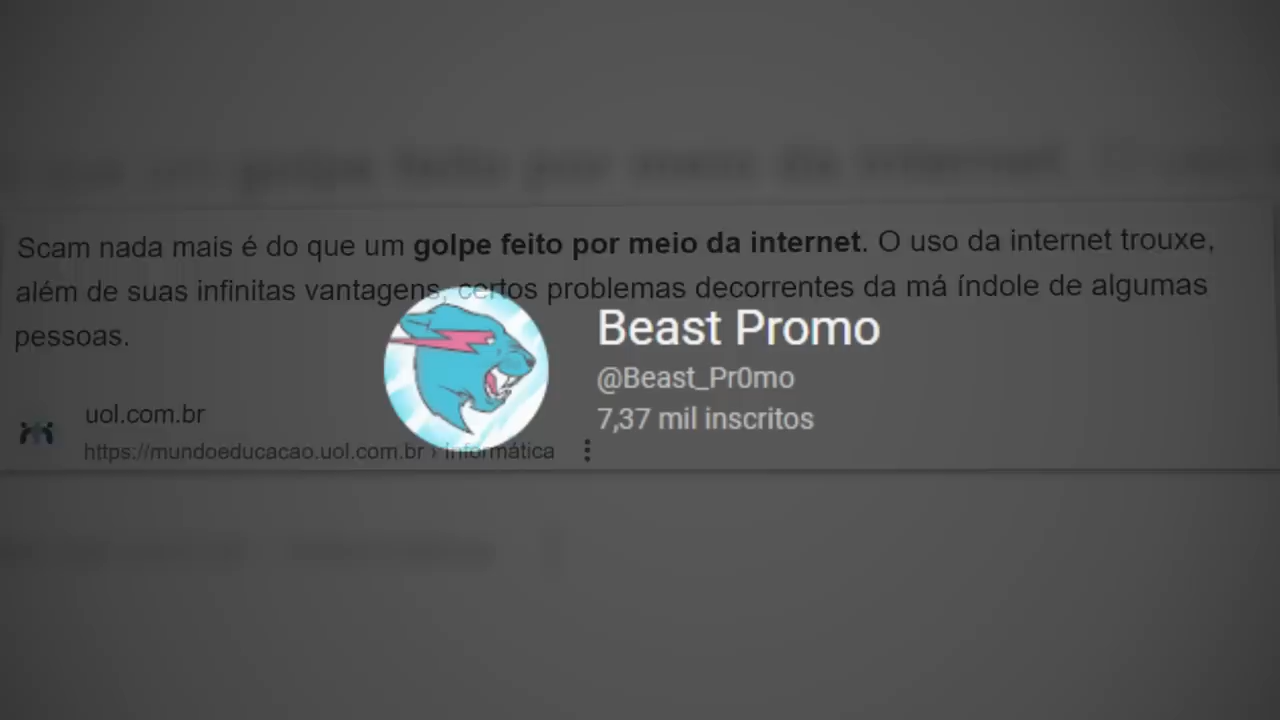 Scam nada mais é do que um golpe feito por meio da internet. O uso da internet trouxe,
além de suas infinitas vantagens, certos problemas decorrentes da má índole de algumas
pessoas.
Beast Promo
@Beast_Pr0mo
7,37 mil inscritos
uol.com.br
https://mundoeducacao.uol.com.br › Informática